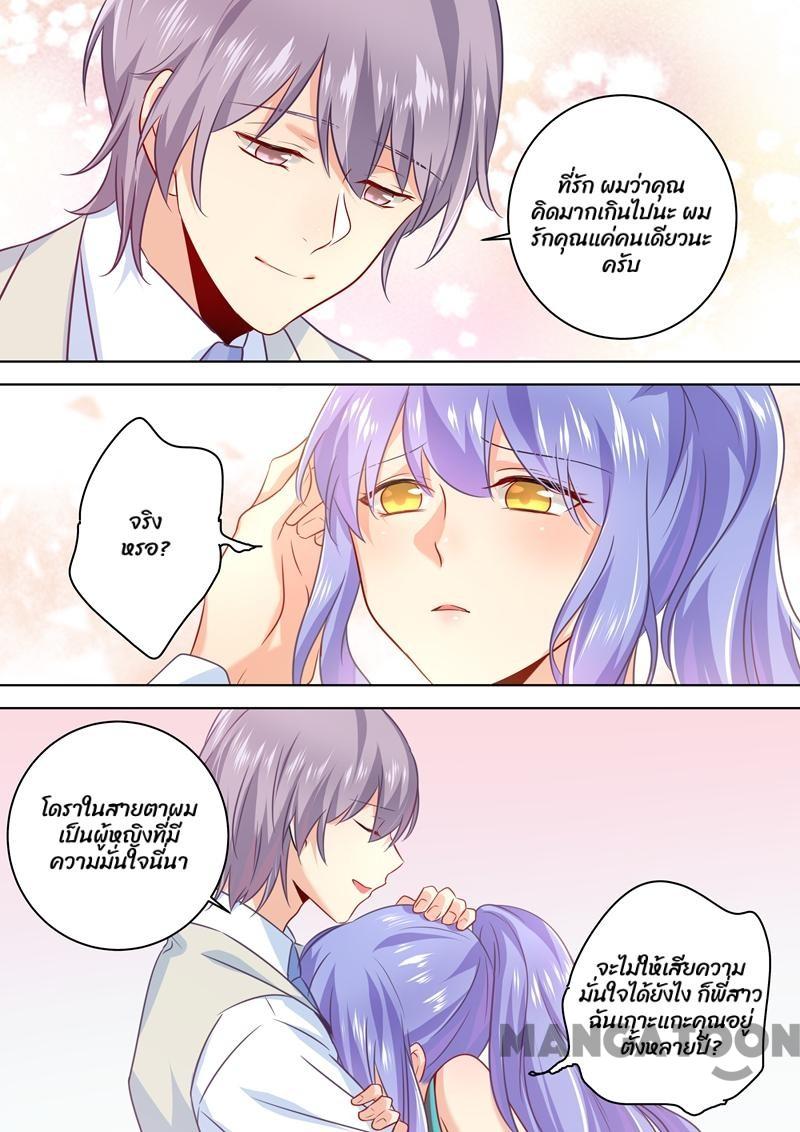 ที่รัก ผมว่าคุณ
คิดมากเกินไปนะ ผม
รักคุณแค่คนเดียวนะ
ครับ
จริง
หรอ?
โดราในสายตาผม
เป็นผู้หญิงที่มี
ความมั่นใจนี่นา
จะไม่ให้เสียความ
มั่นใจได้ยังไง ก็พี่สาว
ฉันเกาะแกะคุณอยู่
ตั้งหลายปี?
MANGATOON